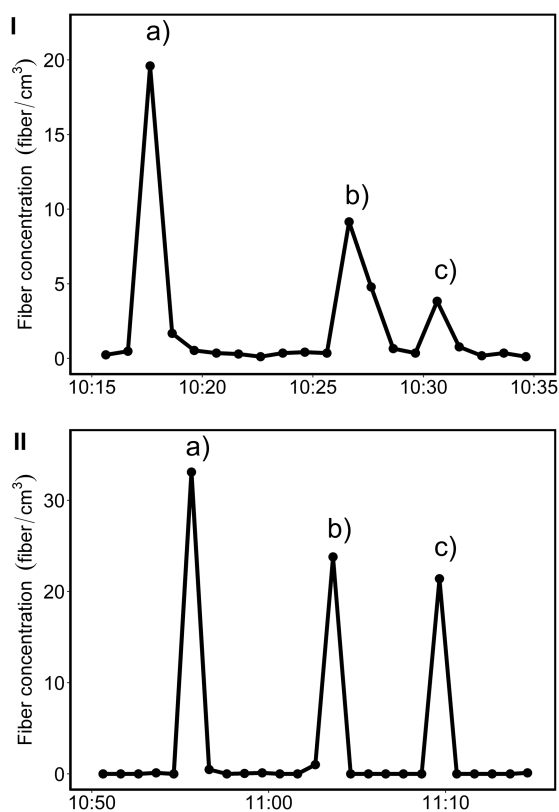 I
a)
b)
c)
Fiber concentration (fiber/cm³)
20
15
10
5
0
10:15 10:20 10:25 10:30 10:35
II
a)
b)
c)
Fiber concentration (fiber/cm³)
30
20
10
0
10:50 11:00 11:10